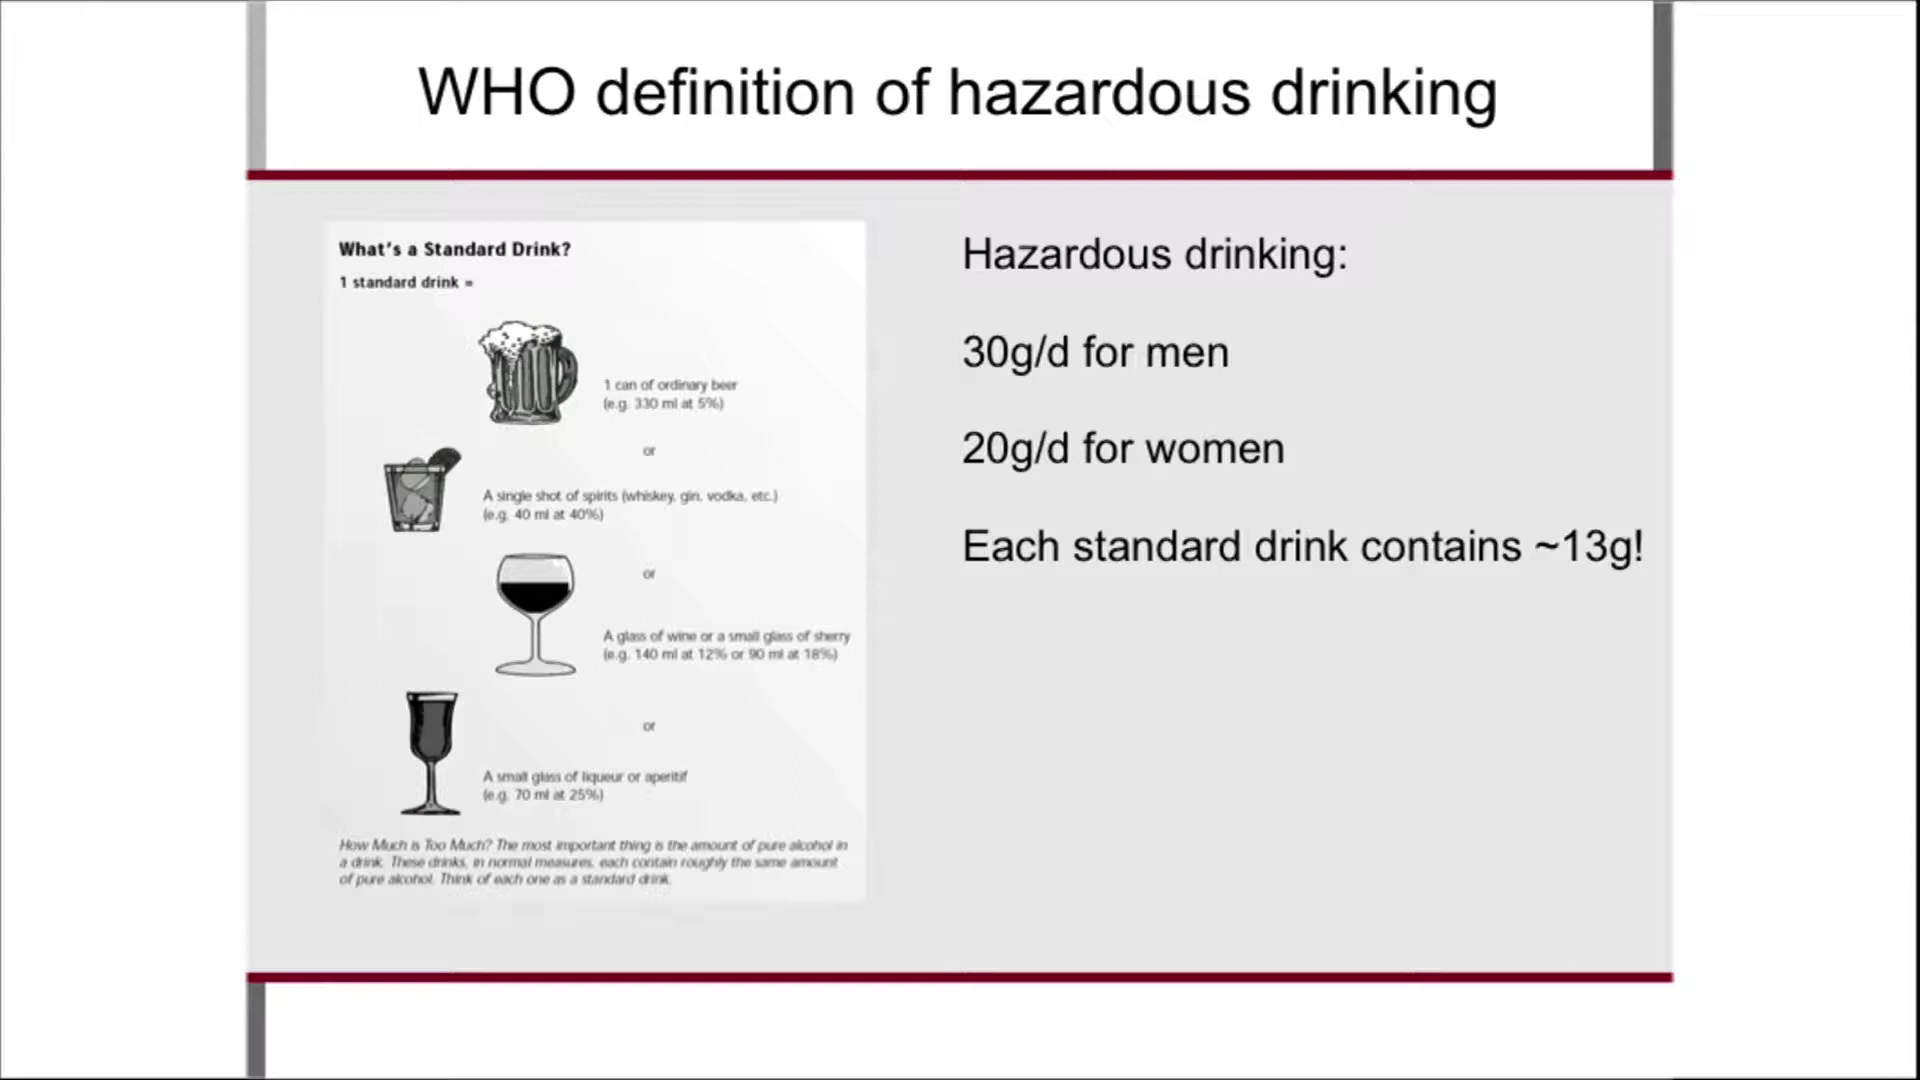 WHO definition of hazardous drinking
What's a Standard Drink?
1 standard drink =
1 can of ordinary beer
(e.g. 330 ml at 5%)
or
A single shot of spirits (whiskey, gin, vodka, etc.)
(e.g. 40 ml at 40%)
or
A glass of wine or a small glass of sherry
(e.g. 140 ml at 12% or 90 ml at 18%)
or
A small glass of liqueur or aperitif
(e.g. 70 ml at 25%)
How Much is Too Much? The most important thing is the amount of pure alcohol in
a drink. These drinks, in normal measures, each contain roughly the same amount
of pure alcohol. Think of each one as a standard drink.
Hazardous drinking:
30g/d for men
20g/d for women
Each standard drink contains ~13g!